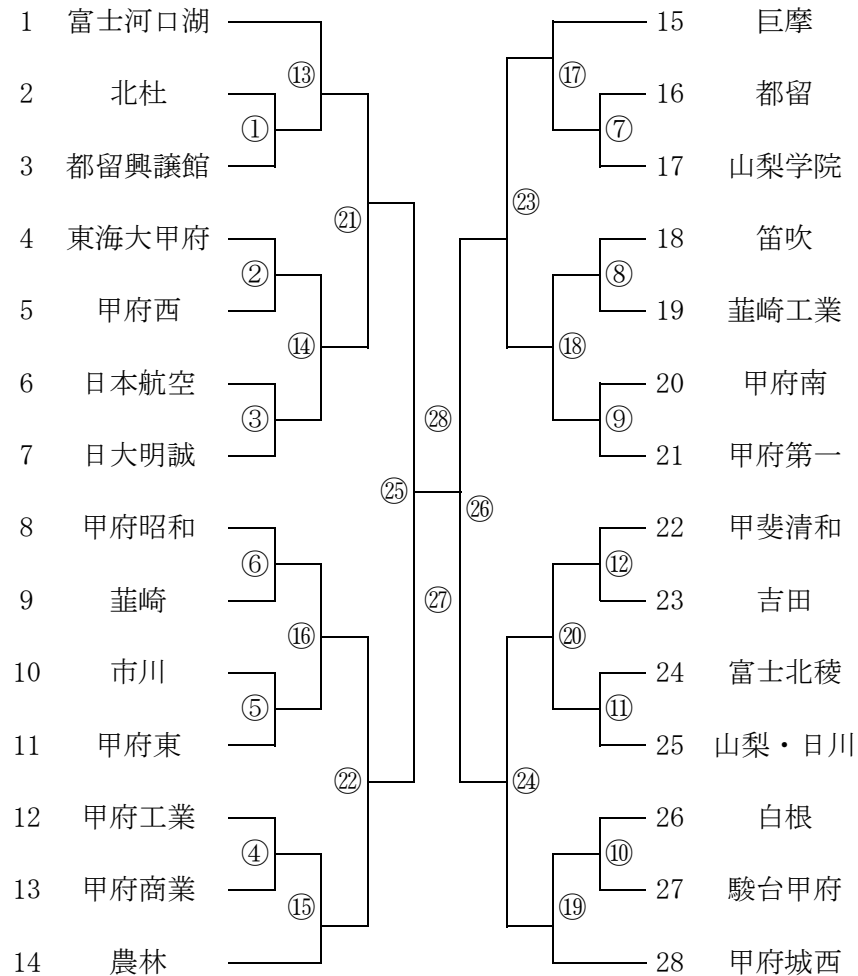 1 富士河口湖
⑬
2 北杜
①
3 都留興譲館
㉑
4 東海大甲府
②
5 甲府西
⑭
6 日本航空
③
7 日大明誠
㉕
8 甲府昭和
⑥
9 韮崎
⑯
10 市川
⑤
11 甲府東
㉒
12 甲府工業
④
13 甲府商業
⑮
14 農林
㉘
㉖
㉗
15 巨摩
⑰
16 都留
⑦
17 山梨学院
㉓
18 笛吹
⑧
19 韮崎工業
⑱
20 甲府南
⑨
21 甲府第一
22 甲斐清和
⑫
23 吉田
⑳
24 富士北稜
⑪
25 山梨・日川
㉔
26 白根
⑩
27 駿台甲府
⑲
28 甲府城西